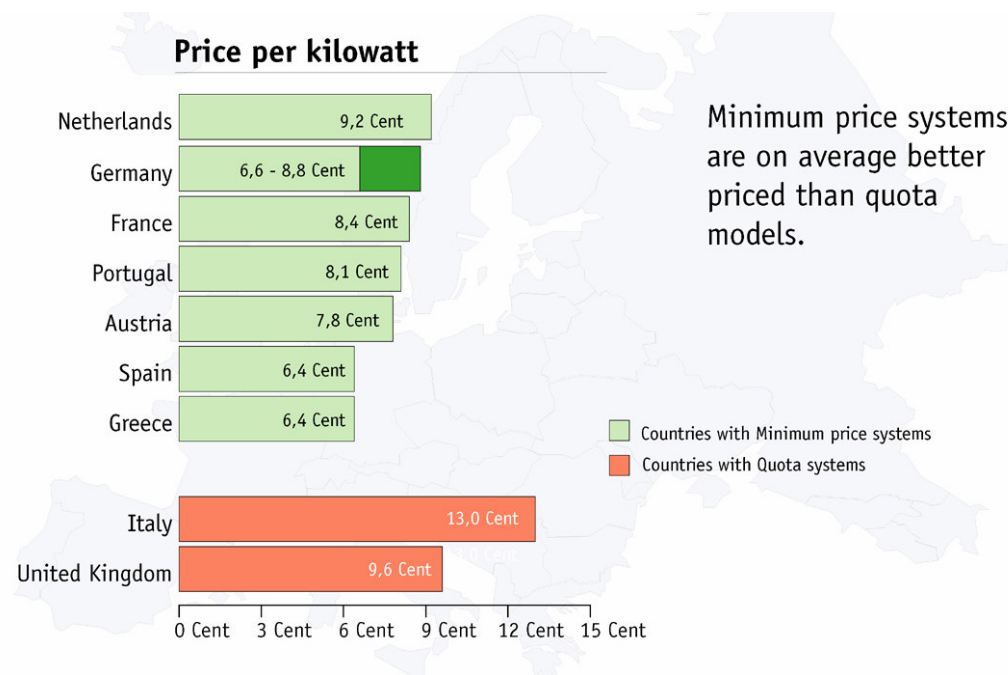 Price per kilowatt
Minimum price systems
are on average better
priced than quota
models.
Netherlands 9,2 Cent
Germany 6,6 - 8,8 Cent
France 8,4 Cent
Portugal 8,1 Cent
Austria 7,8 Cent
Spain 6,4 Cent
Greece 6,4 Cent
Countries with Minimum price systems
Countries with Quota systems
Italy 13,0 Cent
United Kingdom 9,6 Cent
0 Cent 3 Cent 6 Cent 9 Cent 12 Cent 15 Cent